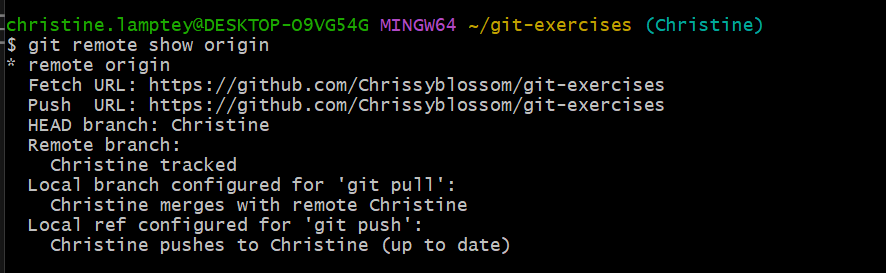 christine.lamptey@DESKTOP-O9VG54G MINGW64 ~/git-exercises (Christine)
$ git remote show origin
* remote origin
  Fetch URL: https://github.com/Chrissyblossom/git-exercises
  Push  URL: https://github.com/Chrissyblossom/git-exercises
  HEAD branch: Christine
  Remote branch:
    Christine tracked
  Local branch configured for 'git pull':
    Christine merges with remote Christine
  Local ref configured for 'git push':
    Christine pushes to Christine (up to date)